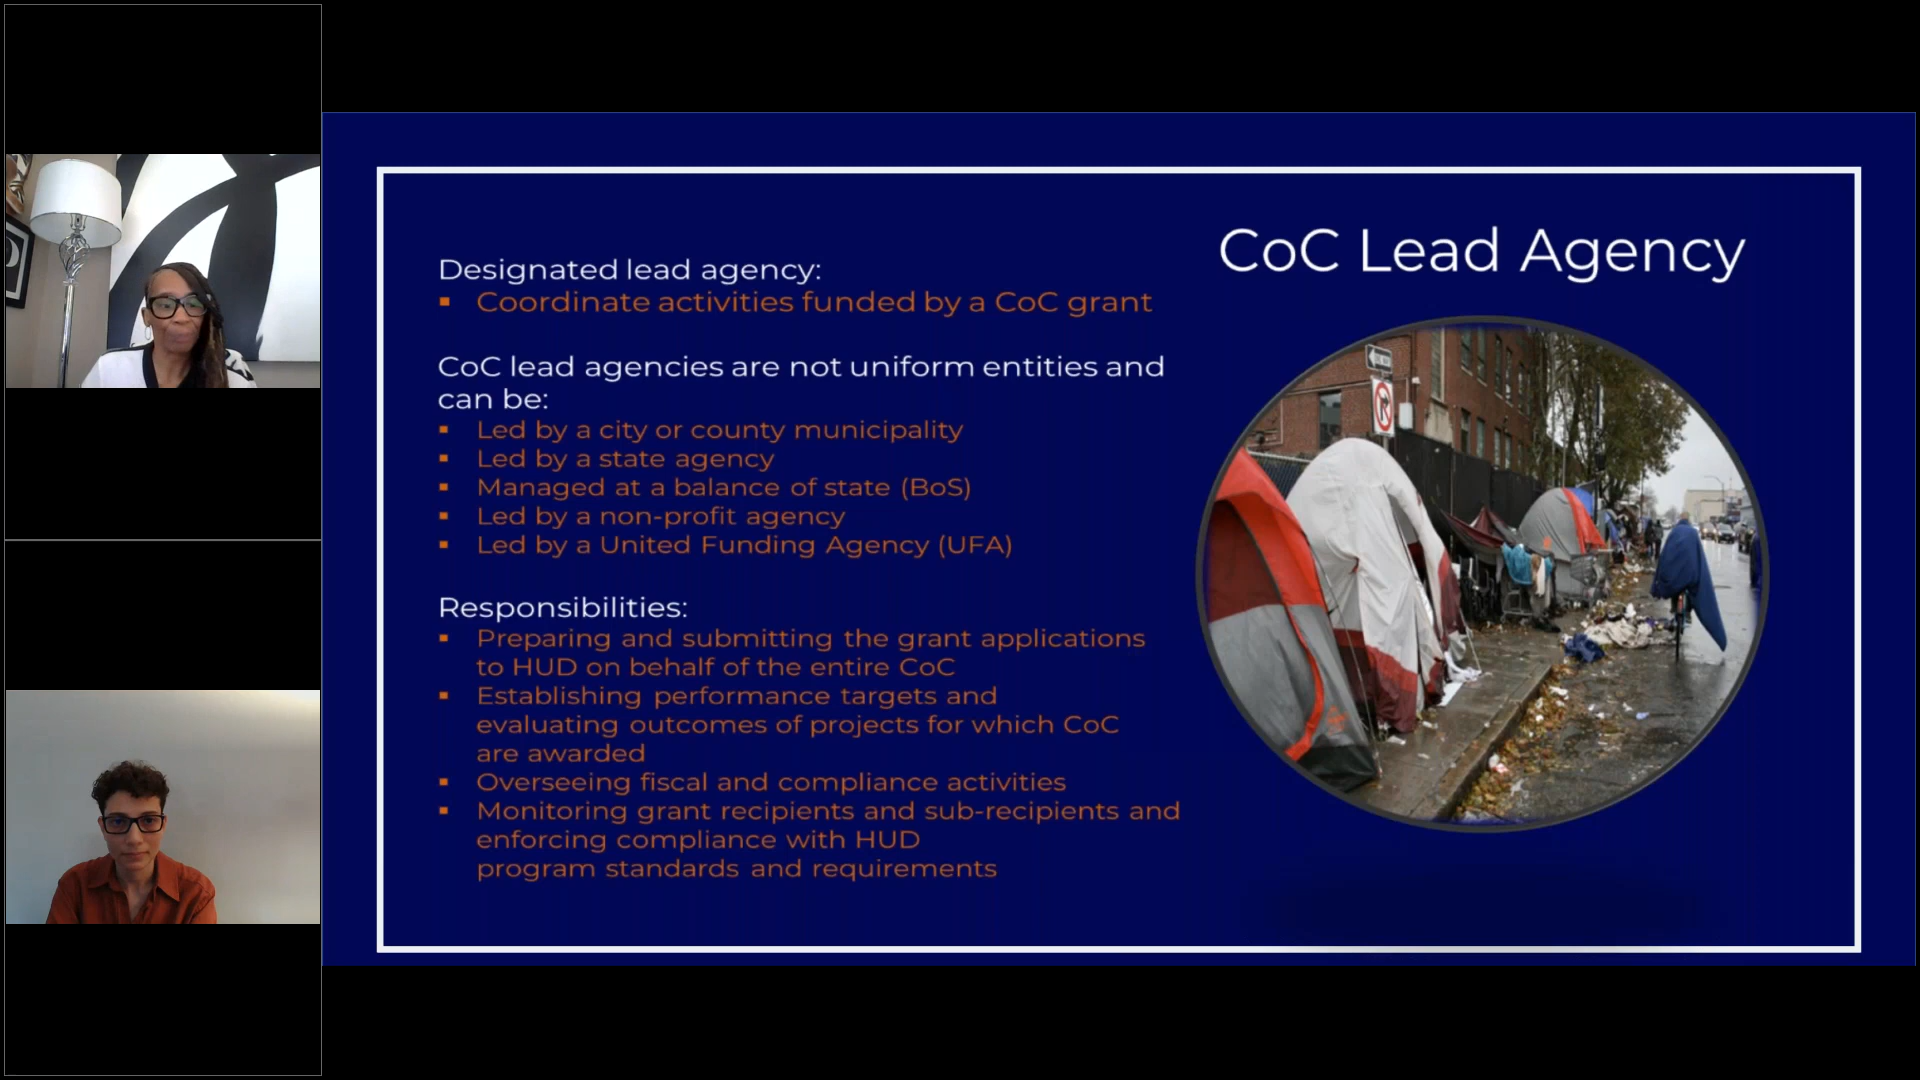 CoC Lead Agency
Designated lead agency:
▪ Coordinate activities funded by a CoC grant
CoC lead agencies are not uniform entities and
can be:
▪ Led by a city or county municipality
▪ Led by a state agency
▪ Managed at a balance of state (BoS)
▪ Led by a non-profit agency
▪ Led by a United Funding Agency (UFA)
Responsibilities:
▪ Preparing and submitting the grant applications
to HUD on behalf of the entire CoC
▪ Establishing performance targets and
evaluating outcomes of projects for which CoC
are awarded
▪ Overseeing fiscal and compliance activities
▪ Monitoring grant recipients and sub-recipients and
enforcing compliance with HUD
program standards and requirements